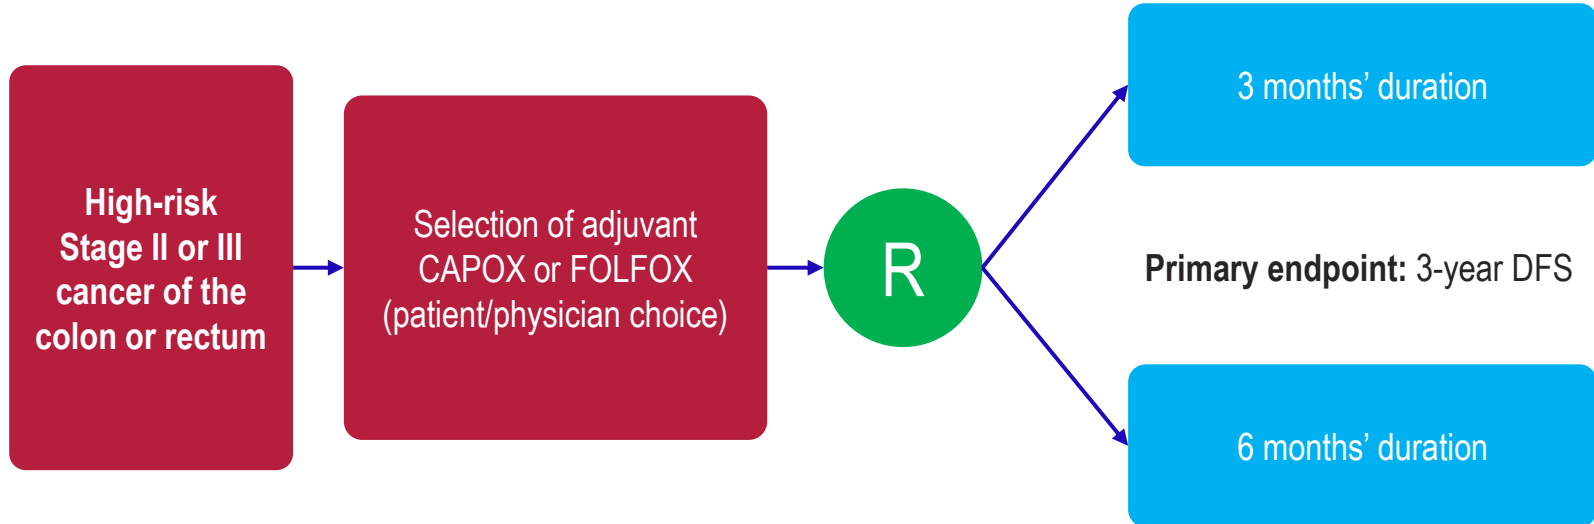 High-risk
Stage II or III
cancer of the
colon or rectum
Selection of adjuvant
CAPOX or FOLFOX
(patient/physician choice)
R
3 months’ duration
Primary endpoint: 3-year DFS
6 months’ duration